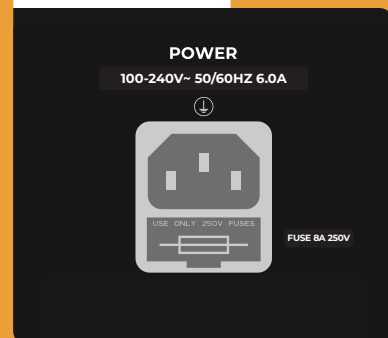 POWER
100-240V~ 50/60HZ 6.0A
USE ONLY 250V FUSES
FUSE 8A 250V